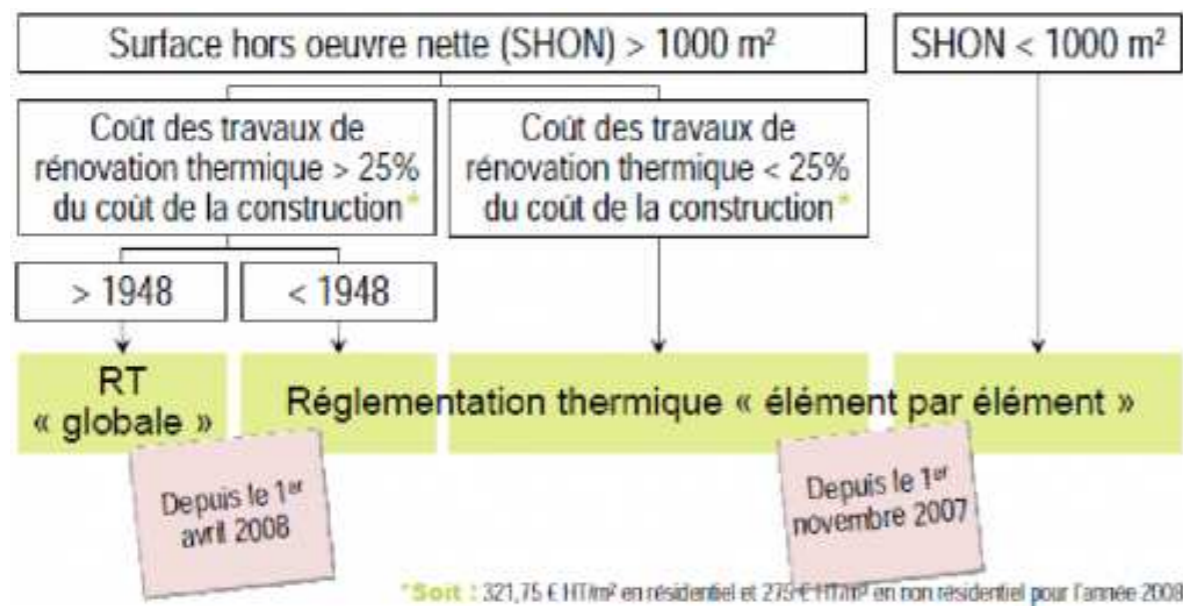 Surface hors oeuvre nette (SHON) > 1000 m²
SHON < 1000 m²
Coût des travaux de
rénovation thermique > 25%
du coût de la construction*
Coût des travaux de
rénovation thermique < 25%
du coût de la construction*
> 1948
< 1948
RT
« globale »
Réglementation thermique « élément par élément »
Depuis le 1er
avril 2008
Depuis le 1er
novembre 2007
*Soit : 321,75 € HT/m² en résidentiel et 275 € HT/m² en non résidentiel pour l'année 2008